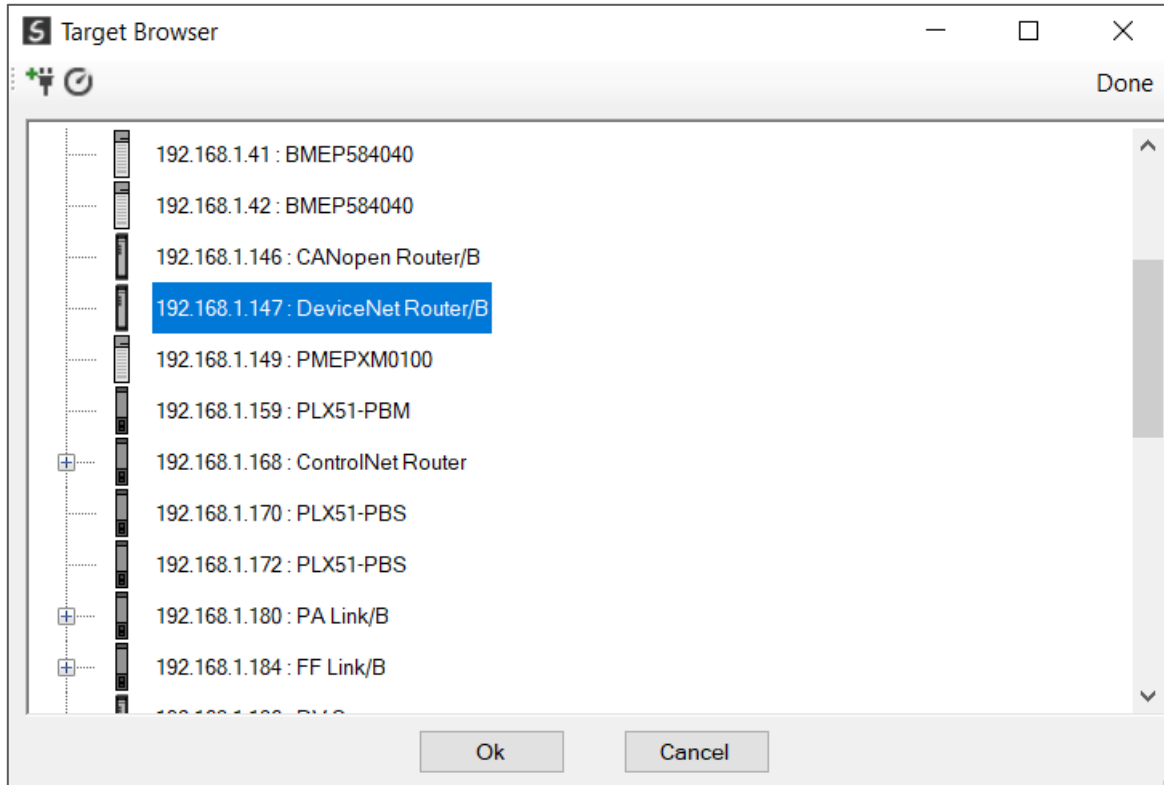 Target Browser
Done
192.168.1.41 : BMEP584040
192.168.1.42 : BMEP584040
192.168.1.146 : CANopen Router/B
192.168.1.147 : DeviceNet Router/B
192.168.1.149 : PMEPXM0100
192.168.1.159 : PLX51-PBM
192.168.1.168 : ControlNet Router
192.168.1.170 : PLX51-PBS
192.168.1.172 : PLX51-PBS
192.168.1.180 : PA Link/B
192.168.1.184 : FF Link/B
Ok Cancel